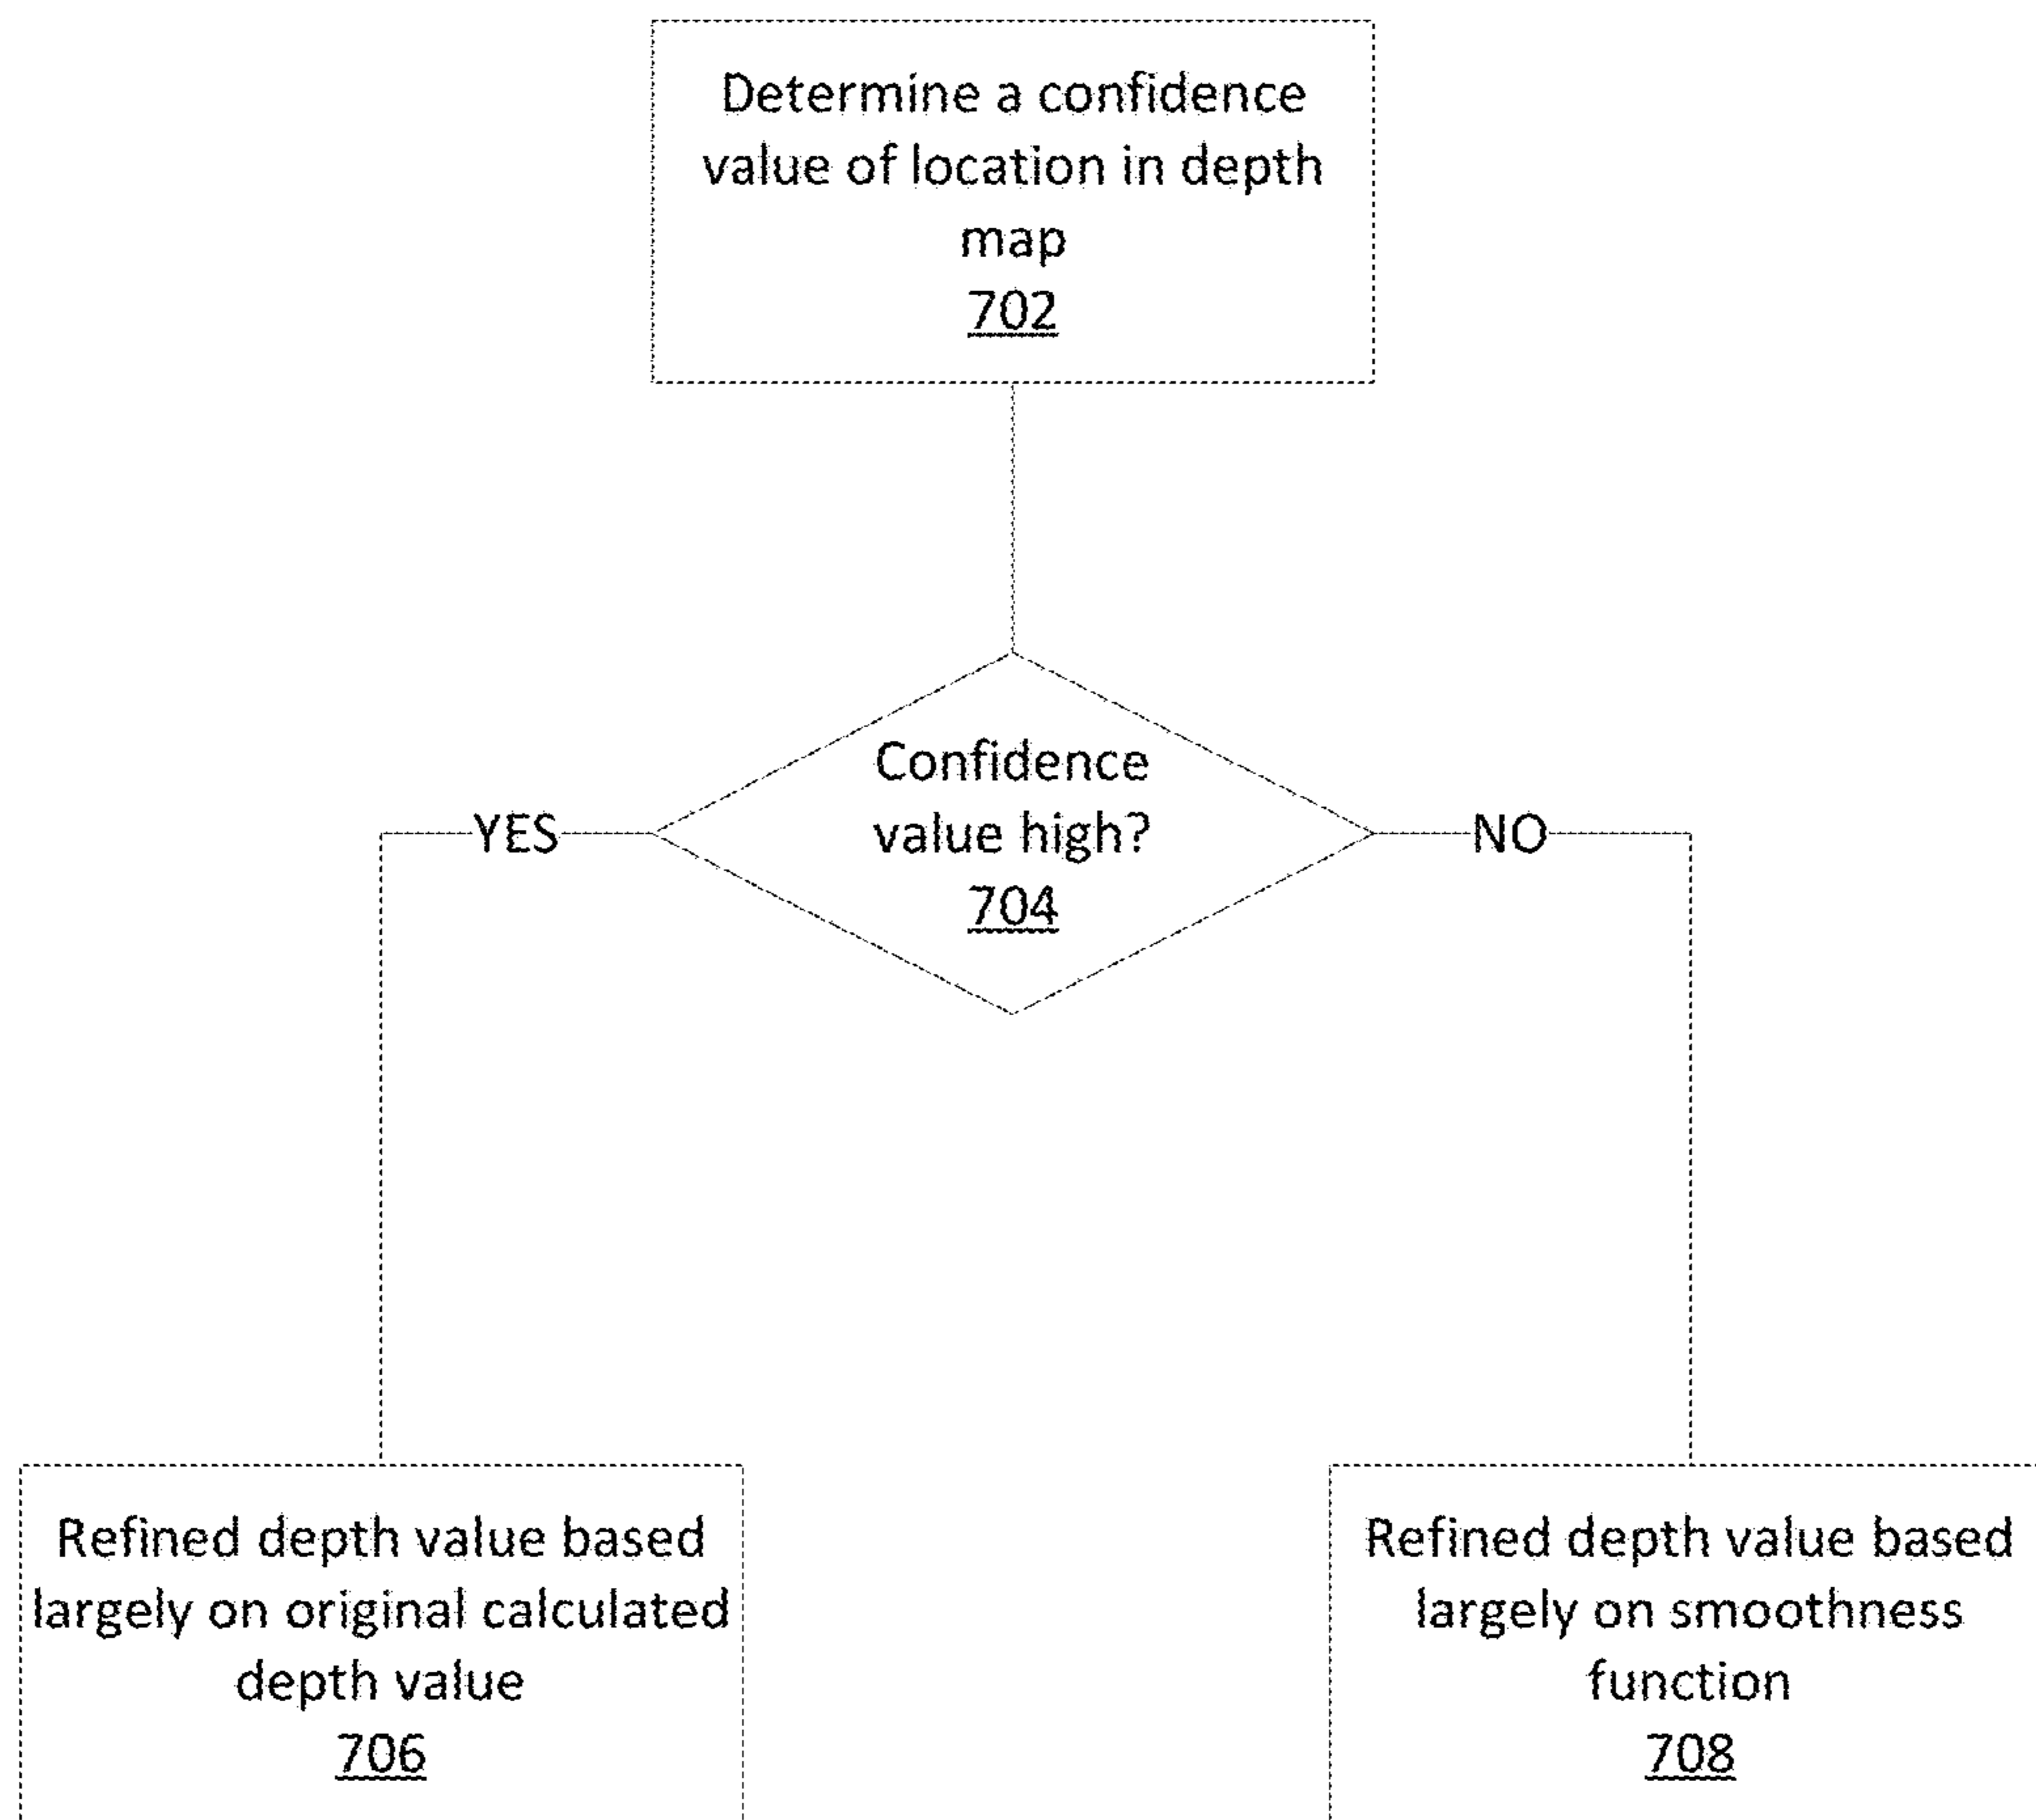 Determine a confidence
value of location in depth
map
702
Confidence
value high?
704
YES
NO
Refined depth value based
largely on original calculated
depth value
706
Refined depth value based
largely on smoothness
function
708